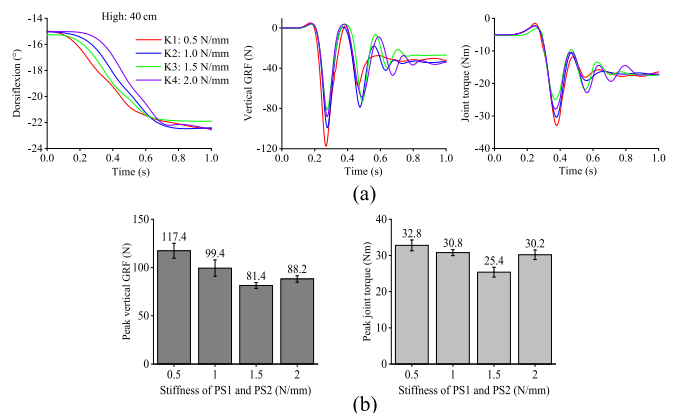 High: 40 cm
K1: 0.5 N/mm
K2: 1.0 N/mm
K3: 1.5 N/mm
K4: 2.0 N/mm
Dorsiflexion (°)
-14
-16
-18
-20
-22
-24
0.0 0.2 0.4 0.6 0.8 1.0
Time (s)
Vertical GRF (N)
0
-40
-80
-120
0.0 0.2 0.4 0.6 0.8 1.0
Time (s)
Joint torque (Nm)
0
-10
-20
-30
-40
0.0 0.2 0.4 0.6 0.8 1.0
Time (s)
(a)
Peak vertical GRF (N)
150
100
50
0
117.4
99.4
81.4
88.2
0.5 1 1.5 2
Stiffness of PS1 and PS2 (N/mm)
Peak joint torque (Nm)
40
30
20
10
0
32.8
30.8
25.4
30.2
0.5 1 1.5 2
Stiffness of PS1 and PS2 (N/mm)
(b)